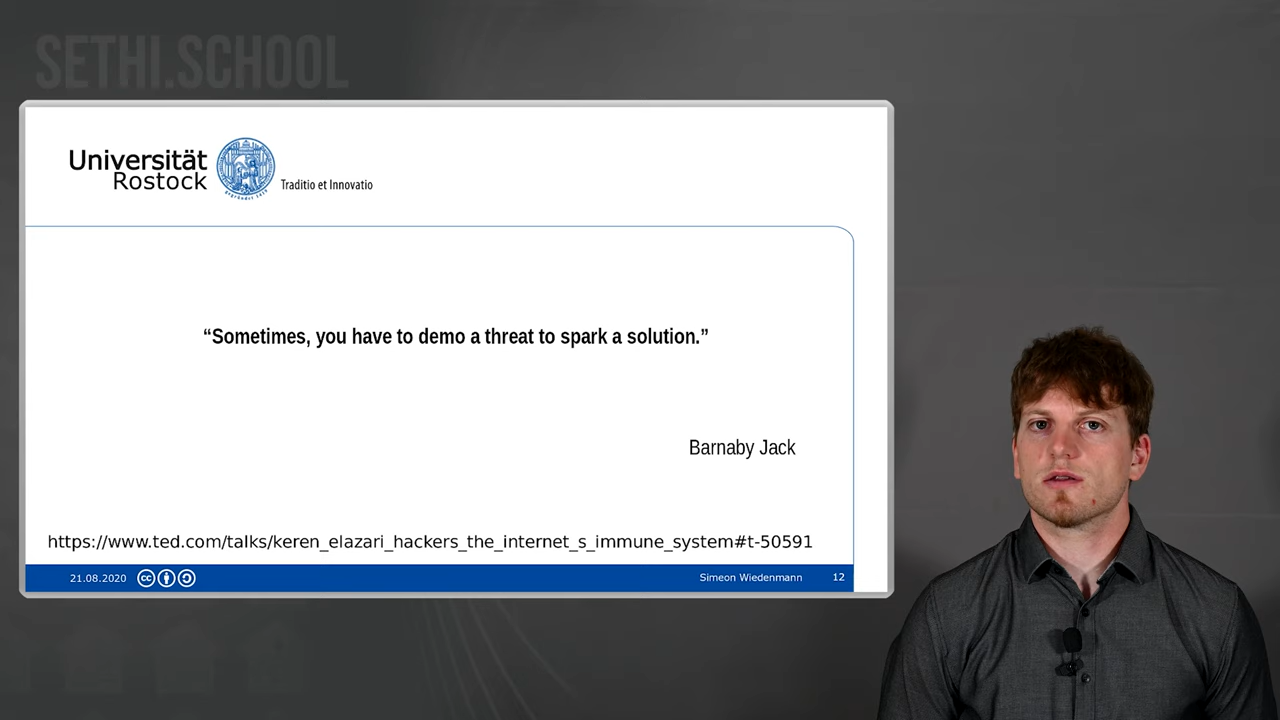 SETHI.SCHOOL
Universität
Rostock
Traditio et Innovatio
“Sometimes, you have to demo a threat to spark a solution.”
Barnaby Jack
https://www.ted.com/talks/keren_elazari_hackers_the_internet_s_immune_system#t-50591
21.08.2020
cc
Simeon Wiedenmann
12